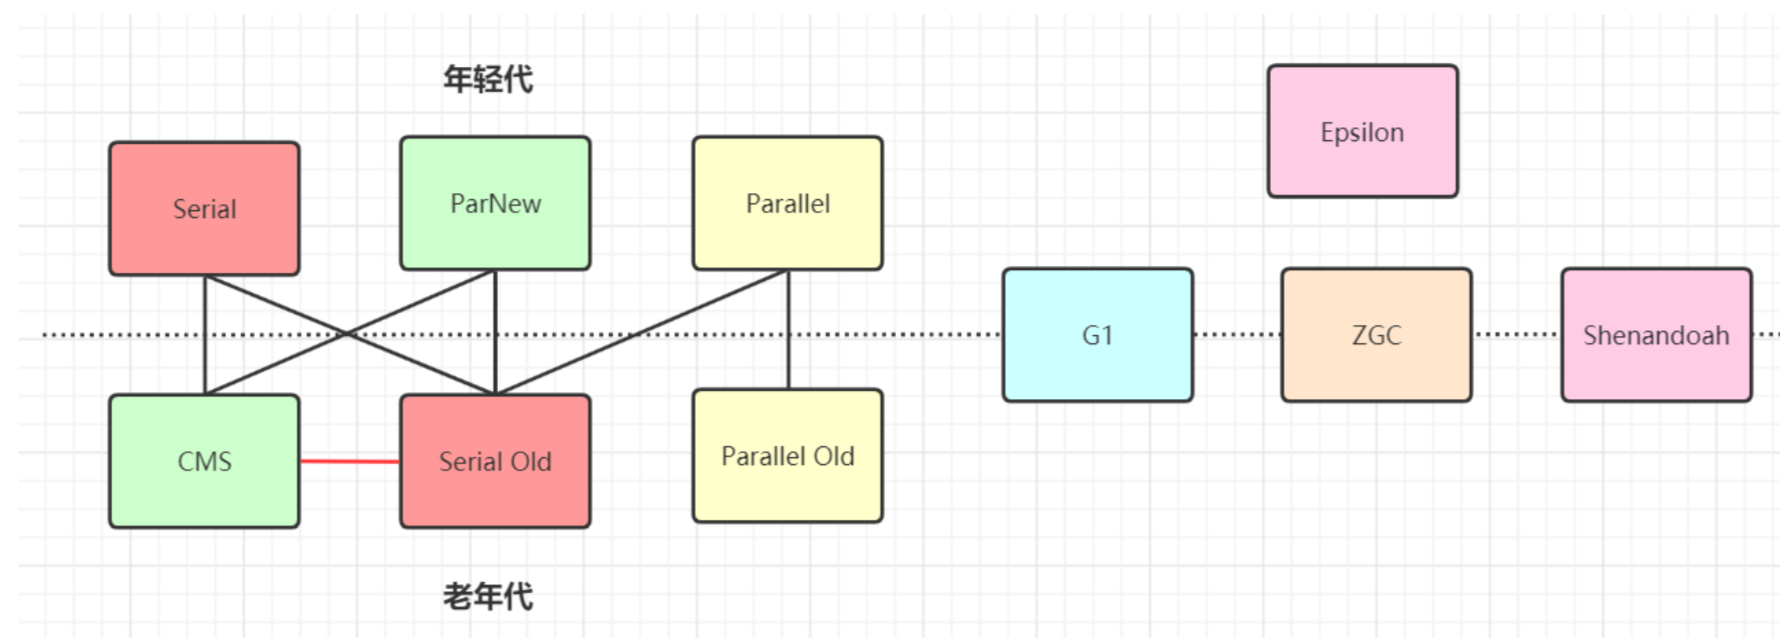 年轻代
Epsilon
Serial
ParNew
Parallel
G1
ZGC
Shenandoah
CMS
Serial Old
Parallel Old
老年代